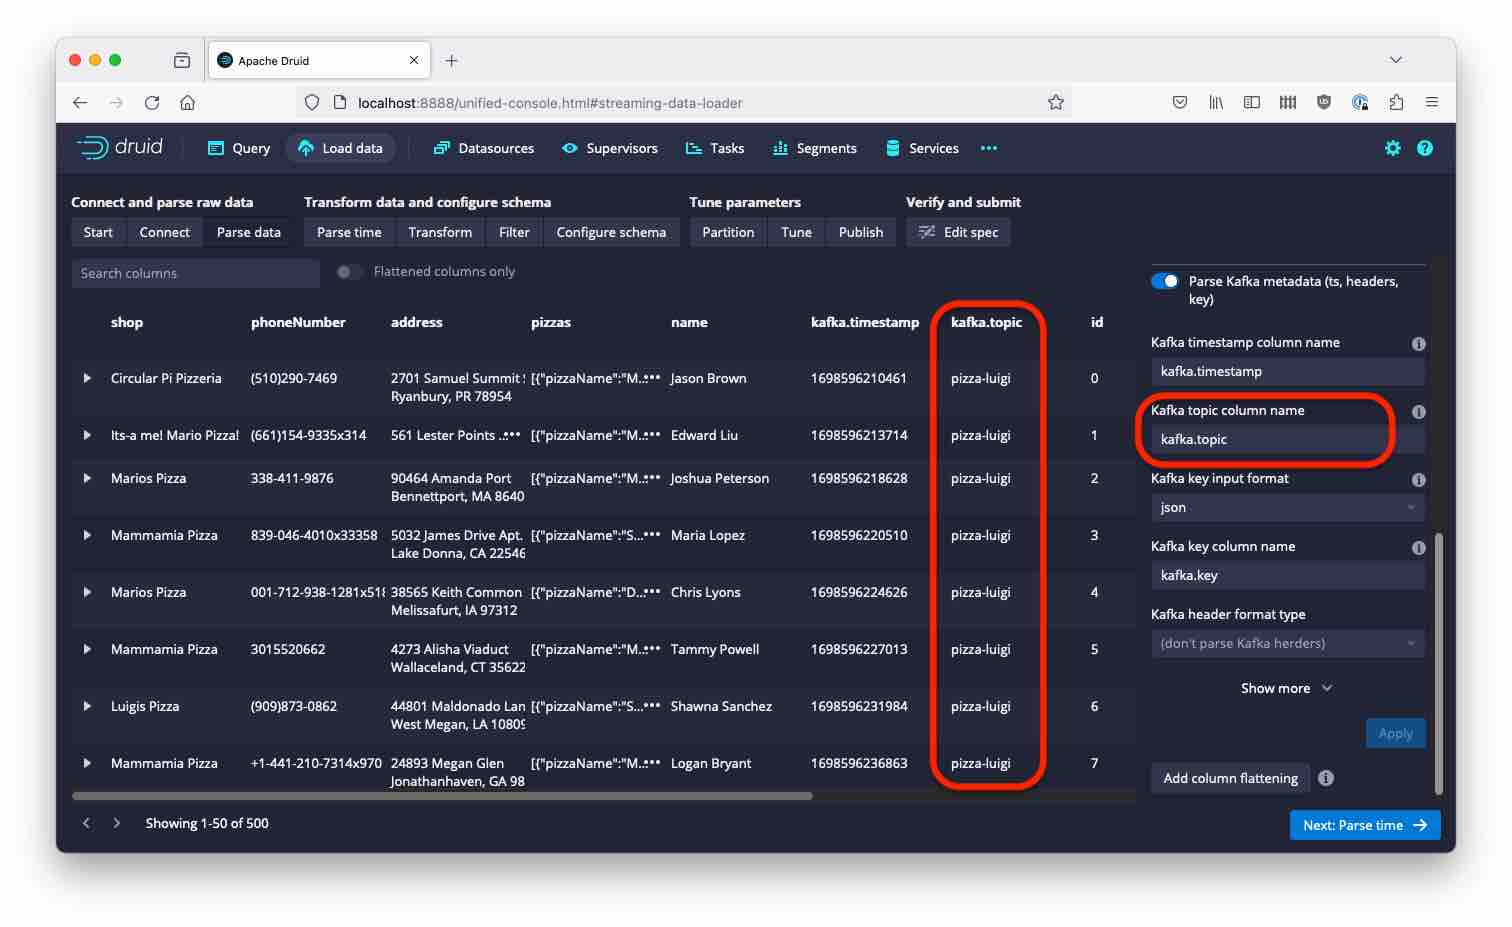 Apache Druid
localhost:8888/unified-console.html#streaming-data-loader
druid
Query
Load data
Datasources
Supervisors
Tasks
Segments
Services
Connect and parse raw data
Transform data and configure schema
Tune parameters
Verify and submit
Start
Connect
Parse data
Parse time
Transform
Filter
Configure schema
Partition
Tune
Publish
Edit spec
Search columns
Flattened columns only
shop phoneNumber address pizzas name kafka.timestamp kafka.topic id
Circular Pi Pizzeria (510)290-7469 2701 Samuel Summit [{"pizzaName":"M...••• Jason Brown 1698596210461 pizza-luigi 0
Ryanbury, PR 78954
Its-a me! Mario Pizza! (661)154-9335x314 561 Lester Points ...••• [{"pizzaName":"M...••• Edward Liu 1698596213714 pizza-luigi 1
Marios Pizza 338-411-9876 90464 Amanda Port [{"pizzaName":"M...••• Joshua Peterson 1698596218628 pizza-luigi 2
Bennettport, MA 8640
Mammamia Pizza 839-046-4010x33358 5032 James Drive Apt. [{"pizzaName":"S...••• Maria Lopez 1698596220510 pizza-luigi 3
Lake Donna, CA 22546
Marios Pizza 001-712-938-1281x518 38565 Keith Common [{"pizzaName":"D...••• Chris Lyons 1698596224626 pizza-luigi 4
Melissafurt, IA 97312
Mammamia Pizza 3015520662 4273 Alisha Viaduct [{"pizzaName":"M...••• Tammy Powell 1698596227013 pizza-luigi 5
Wallaceland, CT 35622
Luigis Pizza (909)873-0862 44801 Maldonado Lan [{"pizzaName":"S...••• Shawna Sanchez 1698596231984 pizza-luigi 6
West Megan, LA 10809
Mammamia Pizza +1-441-210-7314x970 24893 Megan Glen [{"pizzaName":"M...••• Logan Bryant 1698596236863 pizza-luigi 7
Jonathanhaven, GA 98
Showing 1-50 of 500
Parse Kafka metadata (ts, headers,
key)
Kafka timestamp column name
kafka.timestamp
Kafka topic column name
kafka.topic
Kafka key input format
json
Kafka key column name
kafka.key
Kafka header format type
(don't parse Kafka herders)
Show more
Apply
Add column flattening
Next: Parse time